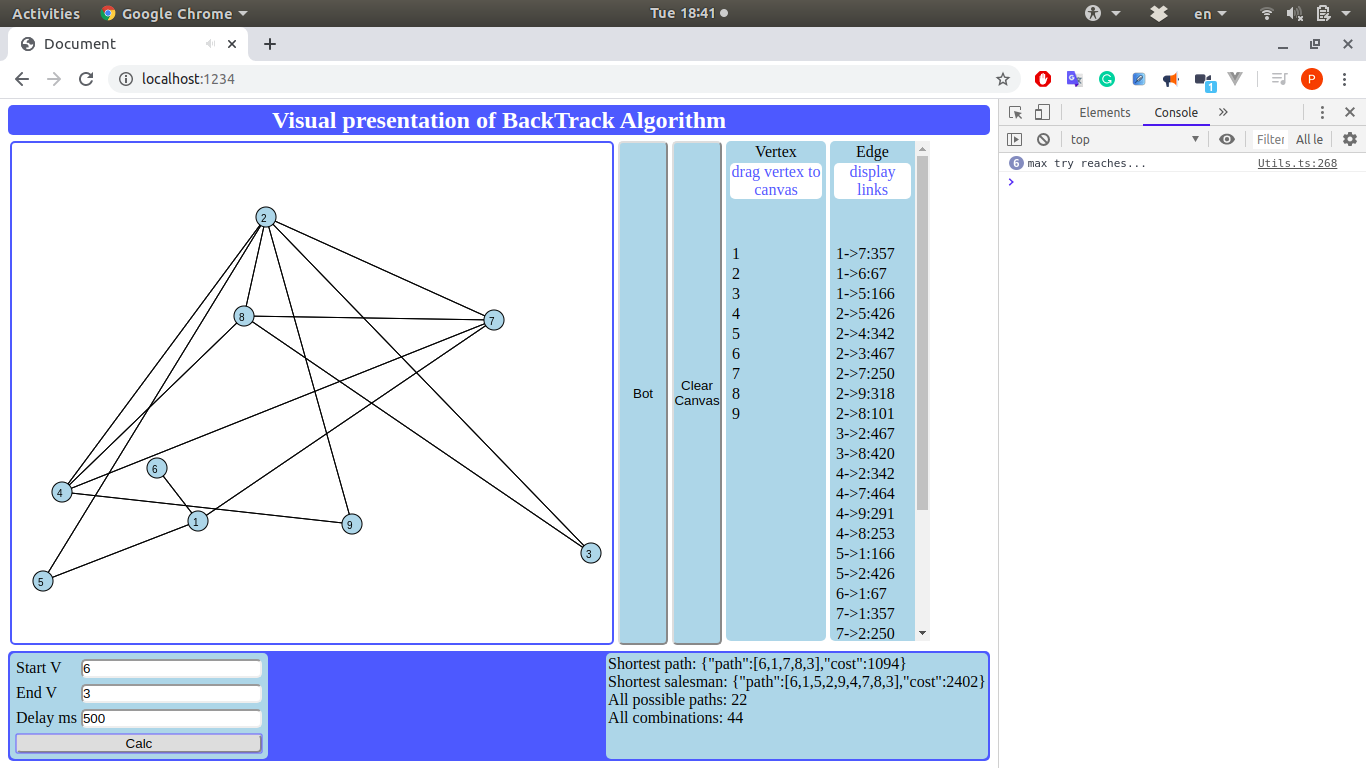 Activities
Google Chrome
Tue 18:41
en
Document
localhost:1234
1
P
Visual presentation of BackTrack Algorithm
2
8
7
6
4
1
9
3
5
Bot
Clear
Canvas
Vertex
drag vertex to
canvas
1
2
3
4
5
6
7
8
9
Edge
display
links
1->7:357
1->6:67
1->5:166
2->5:426
2->4:342
2->3:467
2->7:250
2->9:318
2->8:101
3->2:467
3->8:420
4->2:342
4->7:464
4->9:291
4->8:253
5->1:166
5->2:426
6->1:67
7->1:357
7->2:250
Start V 6
End V 3
Delay ms 500
Calc
Shortest path: {"path":[6,1,7,8,3],"cost":1094}
Shortest salesman: {"path":[6,1,5,2,9,4,7,8,3],"cost":2402}
All possible paths: 22
All combinations: 44
Elements Console
top Filter All le
6 max try reaches... Utils.ts:268